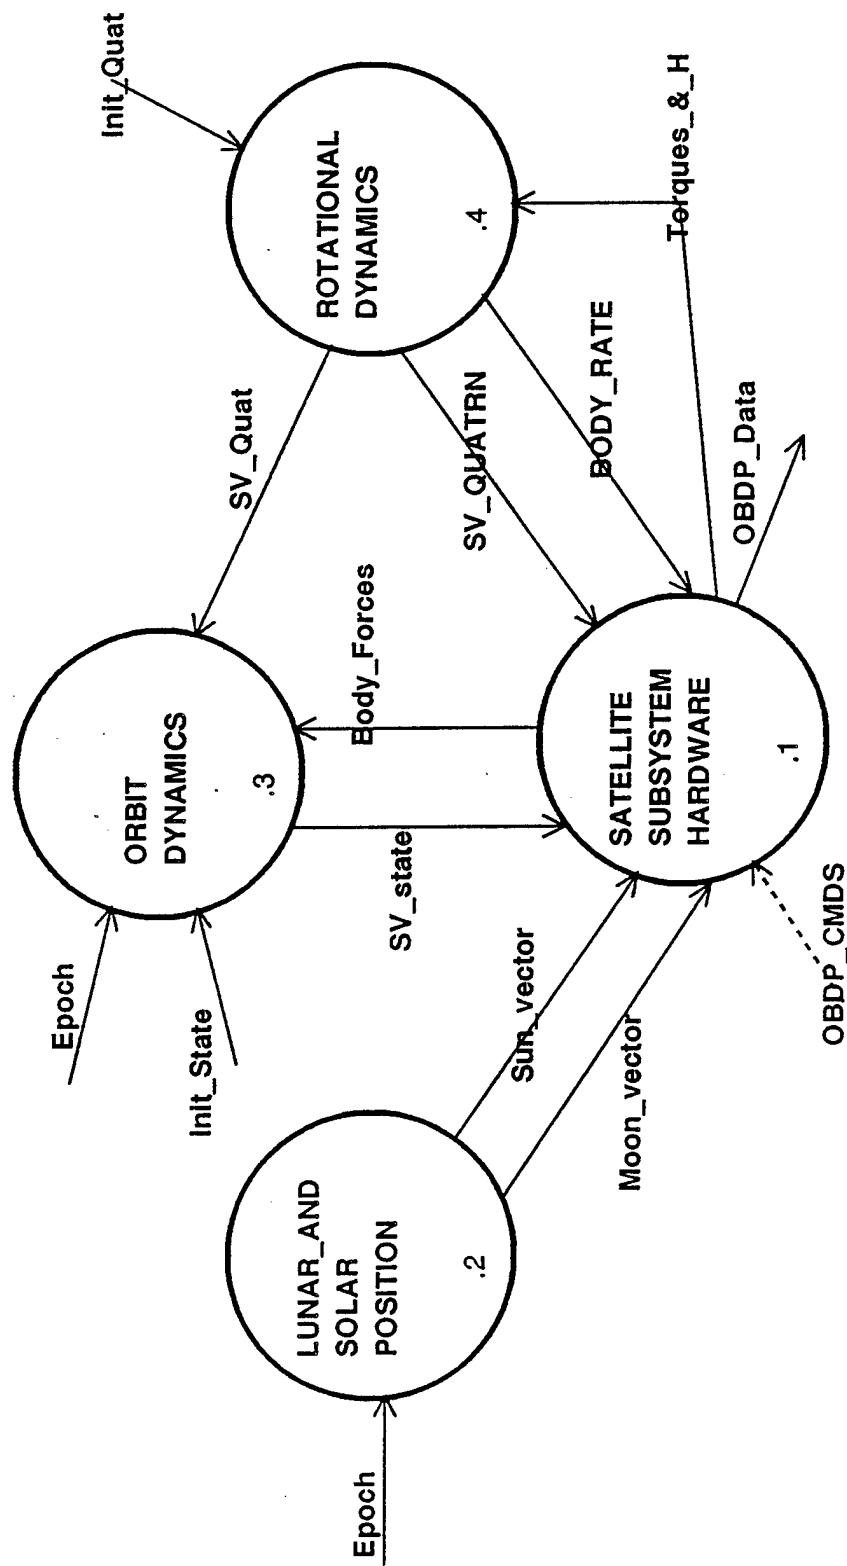 Epoch
Init_State
ORBIT
DYNAMICS
.3
SV_Quat
Init_Quat
Epoch
LUNAR_AND
SOLAR
POSITION
.2
SV_state
Body_Forces
SV_QUATRN
ROTATIONAL
DYNAMICS
.4
Sun_vector
Moon_vector
BODY_RATE
SATELLITE
SUBSYSTEM
HARDWARE
.1
Torques_&_H
OBDP_CMDS
OBDP_Data